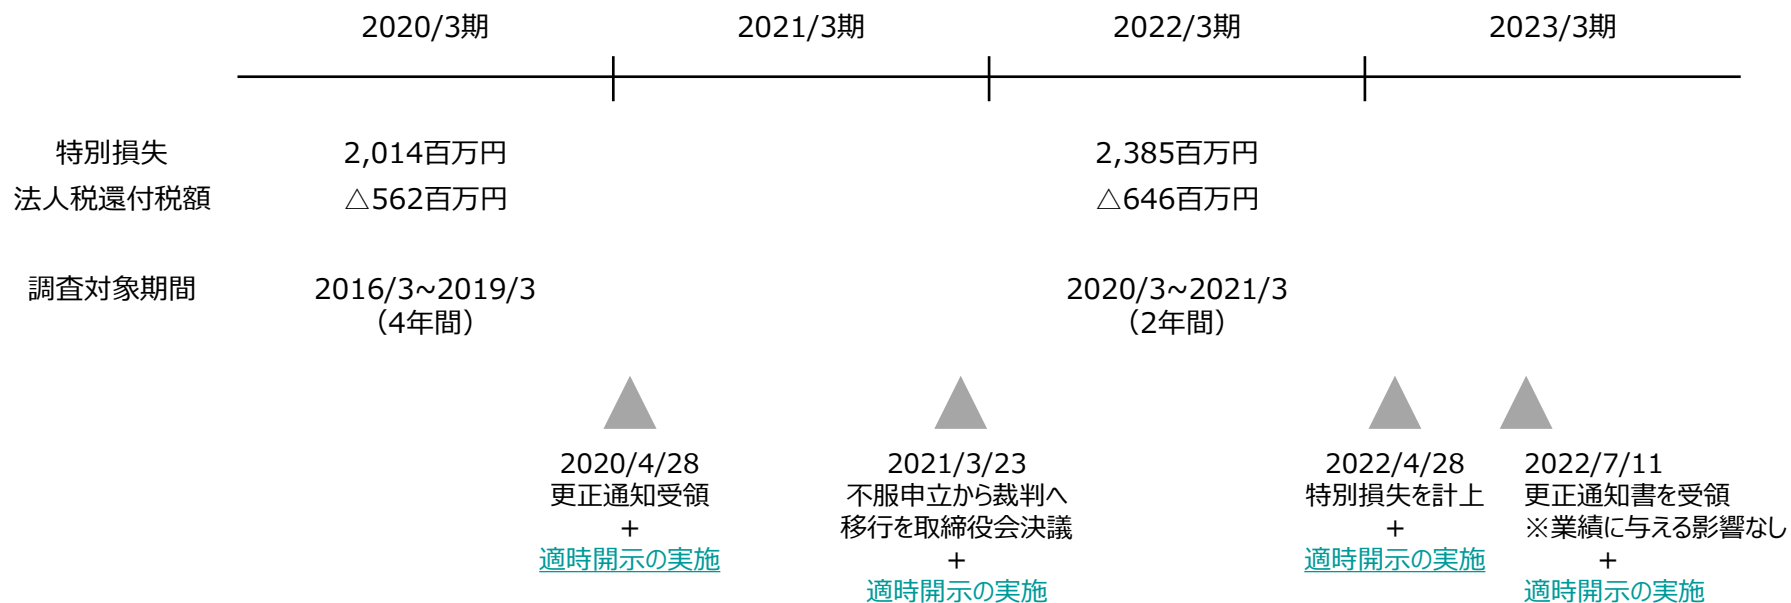 2020/3期 2021/3期 2022/3期 2023/3期
特別損失 2,014百万円 2,385百万円
法人税還付税額 △562百万円 △646百万円
調査対象期間 2016/3~2019/3 2020/3~2021/3
（4年間） （2年間）
2020/4/28
更正通知受領
+
適時開示の実施
2021/3/23
不服申立から裁判へ
移行を取締役会決議
+
適時開示の実施
2022/4/28
特別損失を計上
+
適時開示の実施
2022/7/11
更正通知書を受領
※業績に与える影響なし
+
適時開示の実施